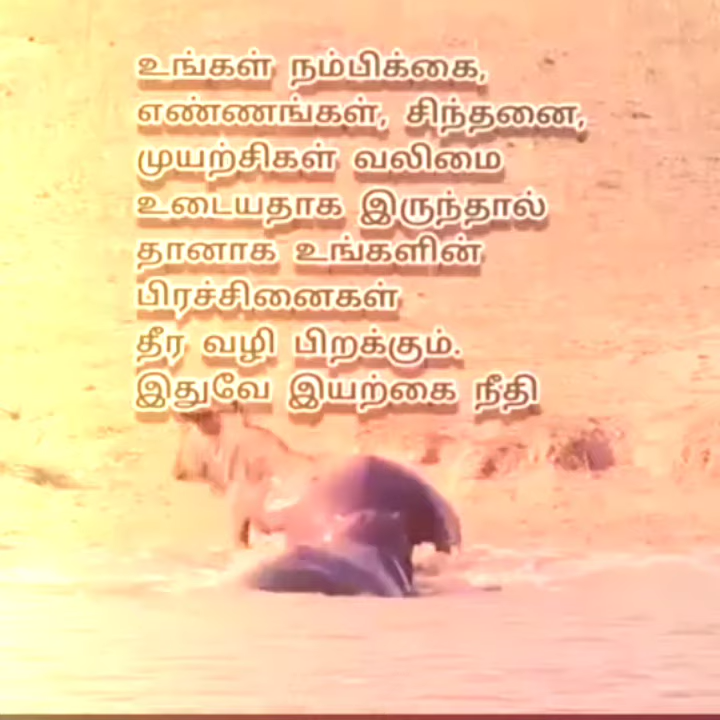 உங்கள் நம்பிக்கை,
எண்ணங்கள், சிந்தனை,
முயற்சிகள் வலிமை
உடையதாக இருந்தால்
தானாக உங்களின்
பிரச்சினைகள்
தீர வழி பிறக்கும்.
இதுவே இயற்கை நீதி